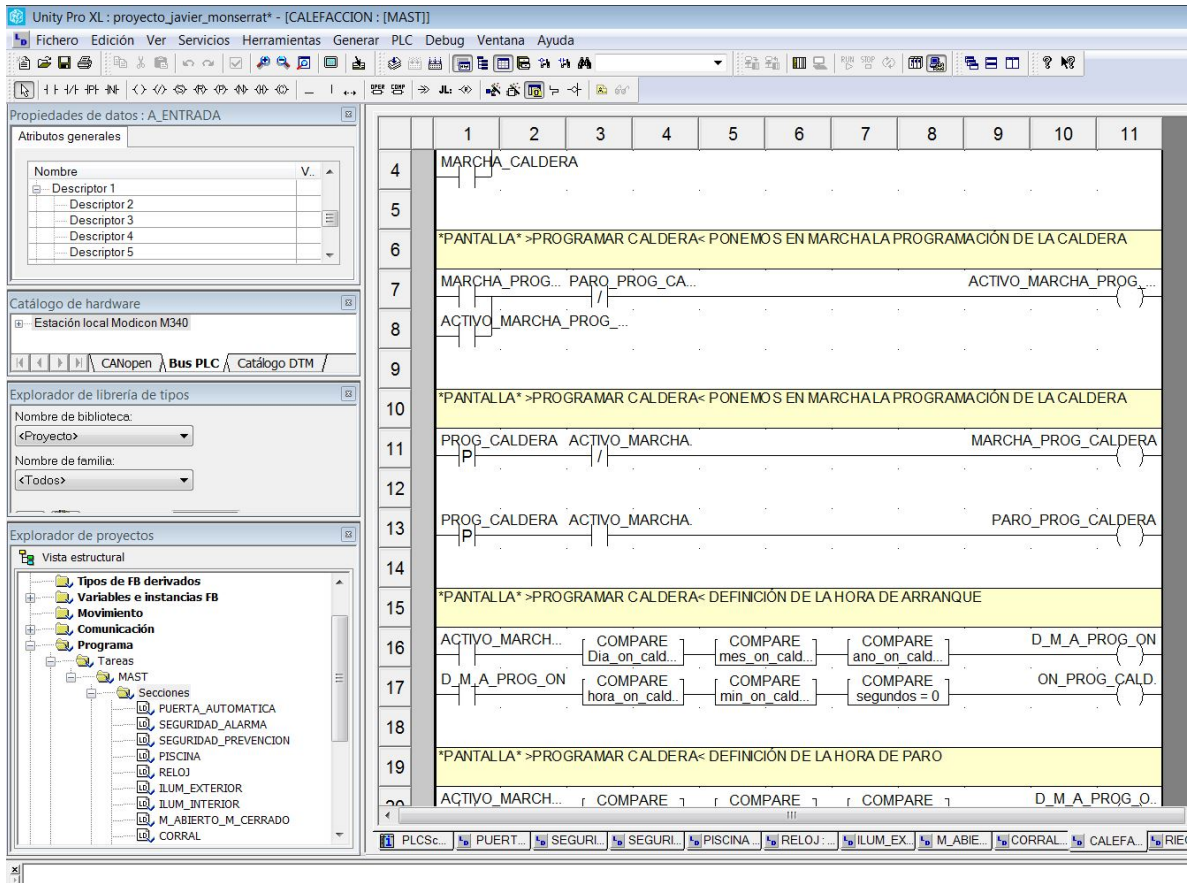 Unity Pro XL : proyecto_javier_monserrat* - [CALEFACCION : [MAST]]
Fichero Edición Ver Servicios Herramientas Generar PLC Debug Ventana Ayuda
Propiedades de datos : A_ENTRADA
Atributos generales
Nombre V..
Descriptor 1
Descriptor 2
Descriptor 3
Descriptor 4
Descriptor 5
Catálogo de hardware
Estación local Modicon M340
CANopen Bus PLC Catálogo DTM
Explorador de librería de tipos
Nombre de biblioteca:
<Proyecto>
Nombre de familia:
<Todos>
Explorador de proyectos
Vista estructural
Tipos de FB derivados
Variables e instancias FB
Movimiento
Comunicación
Programa
Tareas
MAST
Secciones
PUERTA_AUTOMATICA
SEGURIDAD_ALARMA
SEGURIDAD_PREVENCION
PISCINA
RELOJ
ILUM_EXTERIOR
ILUM_INTERIOR
M_ABIERTO_M_CERRADO
CORRAL
1 2 3 4 5 6 7 8 9 10 11
4 MARCHA_CALDERA
5
6 *PANTALLA* >PROGRAMAR CALDERA< PONEMOS EN MARCHA LA PROGRAMACIÓN DE LA CALDERA
7 MARCHA_PROG... PARO_PROG_CA... ACTIVO_MARCHA_PROG_...
8 ACTIVO_MARCHA_PROG_...
9
10 *PANTALLA* >PROGRAMAR CALDERA< PONEMOS EN MARCHA LA PROGRAMACIÓN DE LA CALDERA
11 PROG_CALDERA ACTIVO_MARCHA. MARCHA_PROG_CALDERA
P
12
13 PROG_CALDERA ACTIVO_MARCHA. PARO_PROG_CALDERA
P
14
15 *PANTALLA* >PROGRAMAR CALDERA< DEFINICIÓN DE LA HORA DE ARRANQUE
16 ACTIVO_MARCH... COMPARE COMPARE COMPARE D_M_A_PROG_ON
Dia_on_cald... mes_on_cald... ano_on_cald...
17 D_M_A_PROG_ON COMPARE COMPARE COMPARE ON_PROG_CALD.
hora_on_cald.. min_on_cald... segundos = 0
18
19 *PANTALLA* >PROGRAMAR CALDERA< DEFINICIÓN DE LA HORA DE PARO
20 ACTIVO_MARCH... COMPARE COMPARE COMPARE D_M_A_PROG_O..
PLCSc... PUERT... SEGURI... SEGURI... PISCINA ... RELOJ : ... ILUM_EX... M_ABIE... CORRAL... CALEFA... RIE